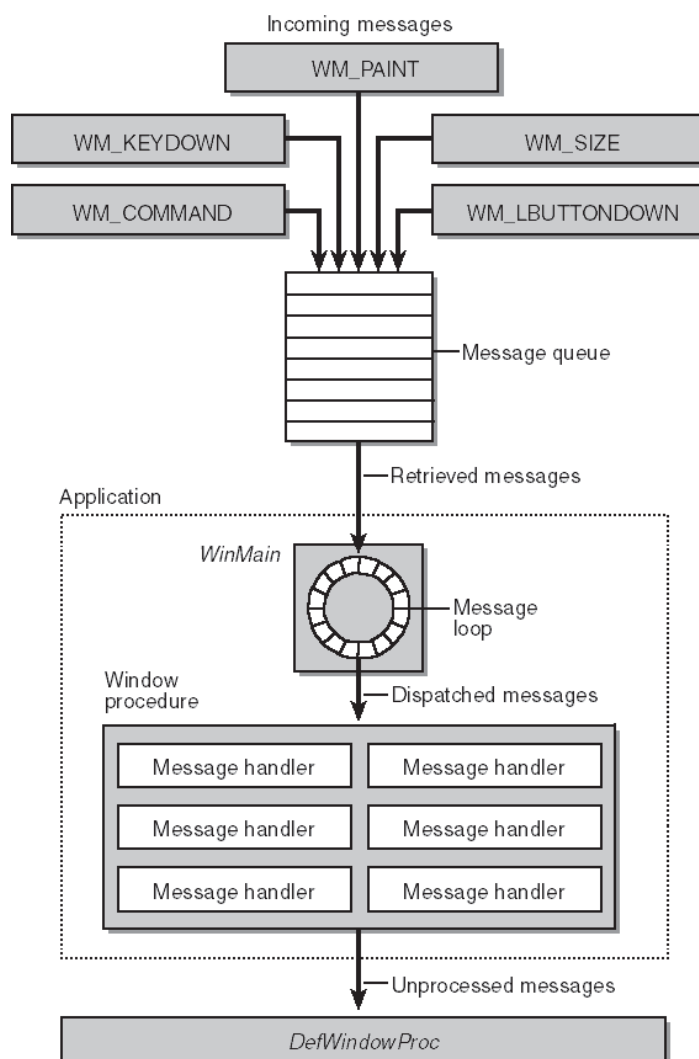 Incoming messages
WM_PAINT
WM_KEYDOWN
WM_SIZE
WM_COMMAND
WM_LBUTTONDOWN
Message queue
Retrieved messages
Application
WinMain
Message
loop
Window
procedure
Dispatched messages
Message handler
Message handler
Message handler
Message handler
Message handler
Message handler
Unprocessed messages
DefWindowProc